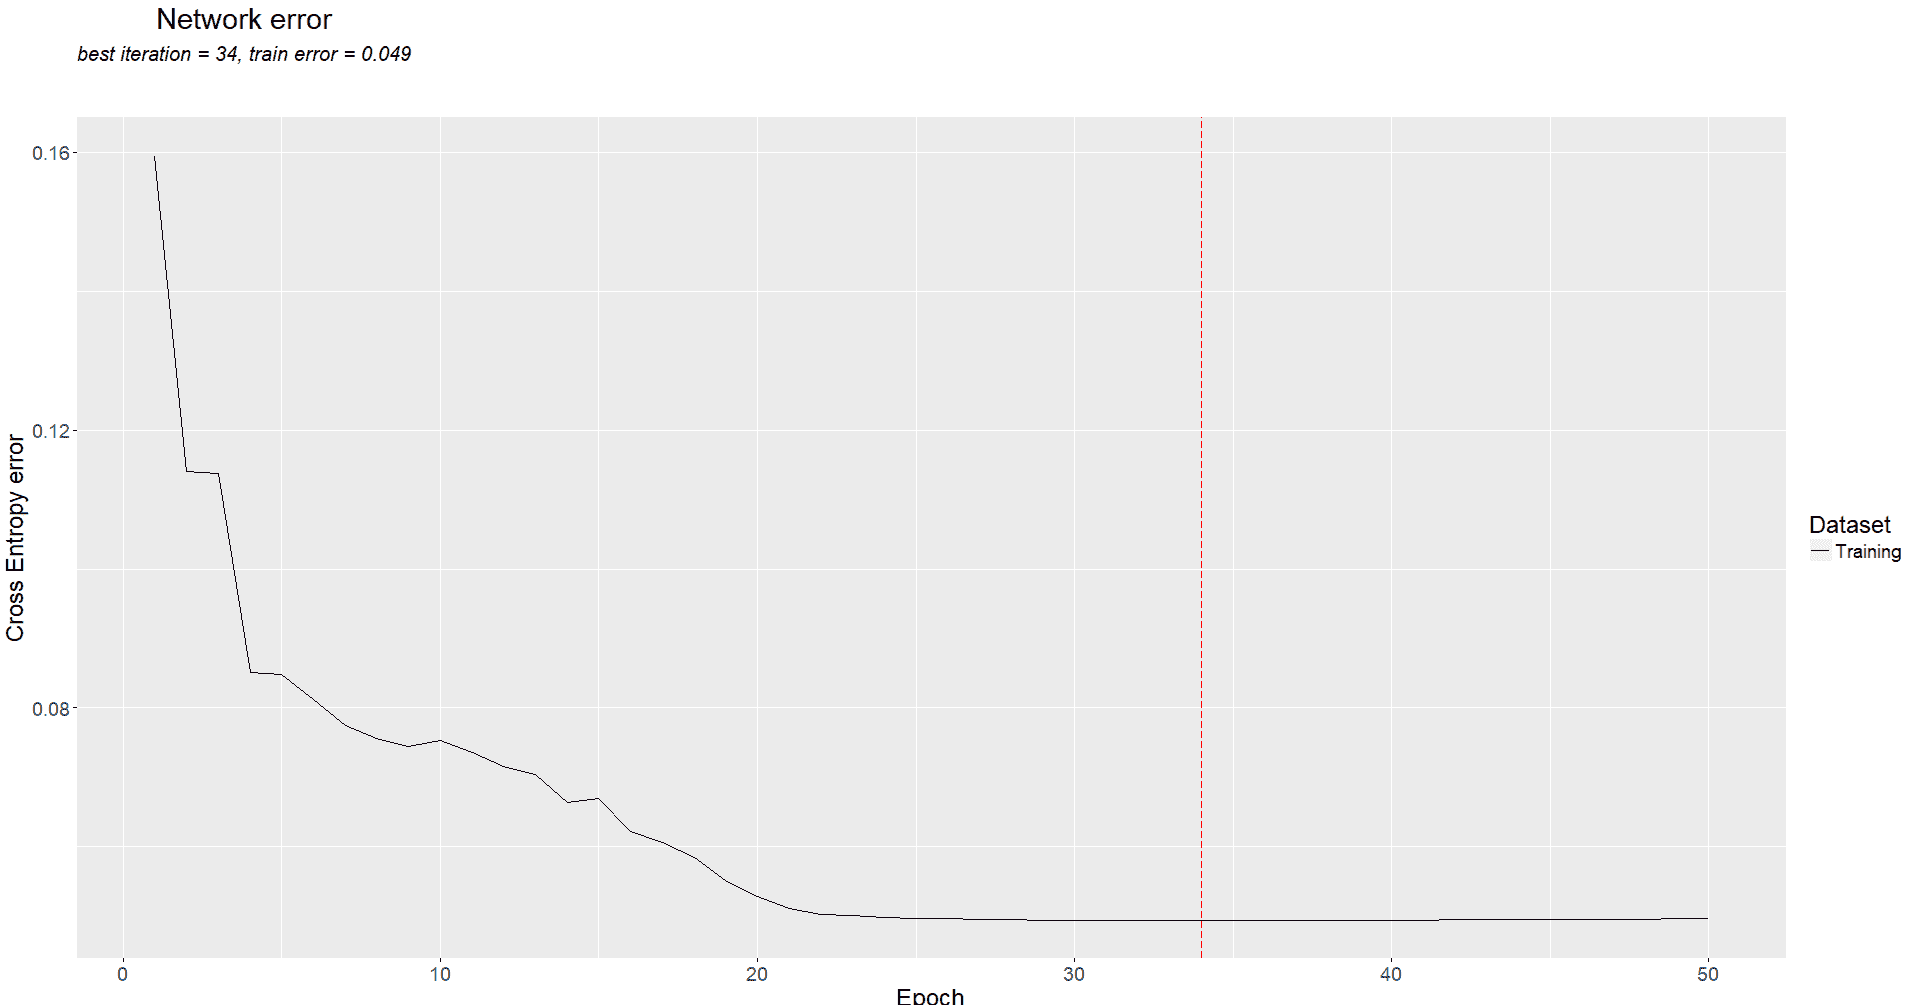 Network error
best iteration = 34, train error = 0.049
0.16
0.12
0.08
Cross Entropy error
0 10 20 30 40 50
Epoch
Dataset
Training